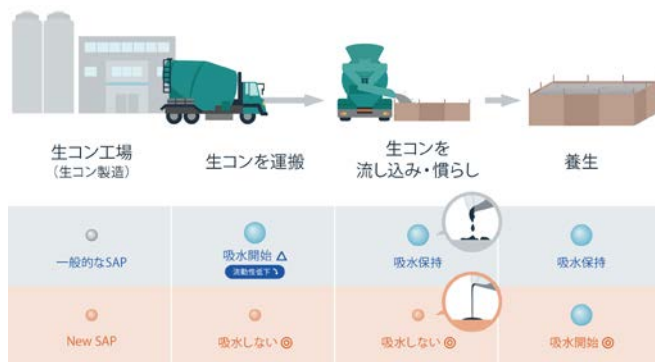 生コン工場
(生コン製造)
生コンを運搬
生コンを
流し込み・慣らし
養生
一般的なSAP
吸水開始 △
流動性低下
吸水保持
吸水保持
New SAP
吸水しない ◎
吸水しない ◎
吸水開始 ◎